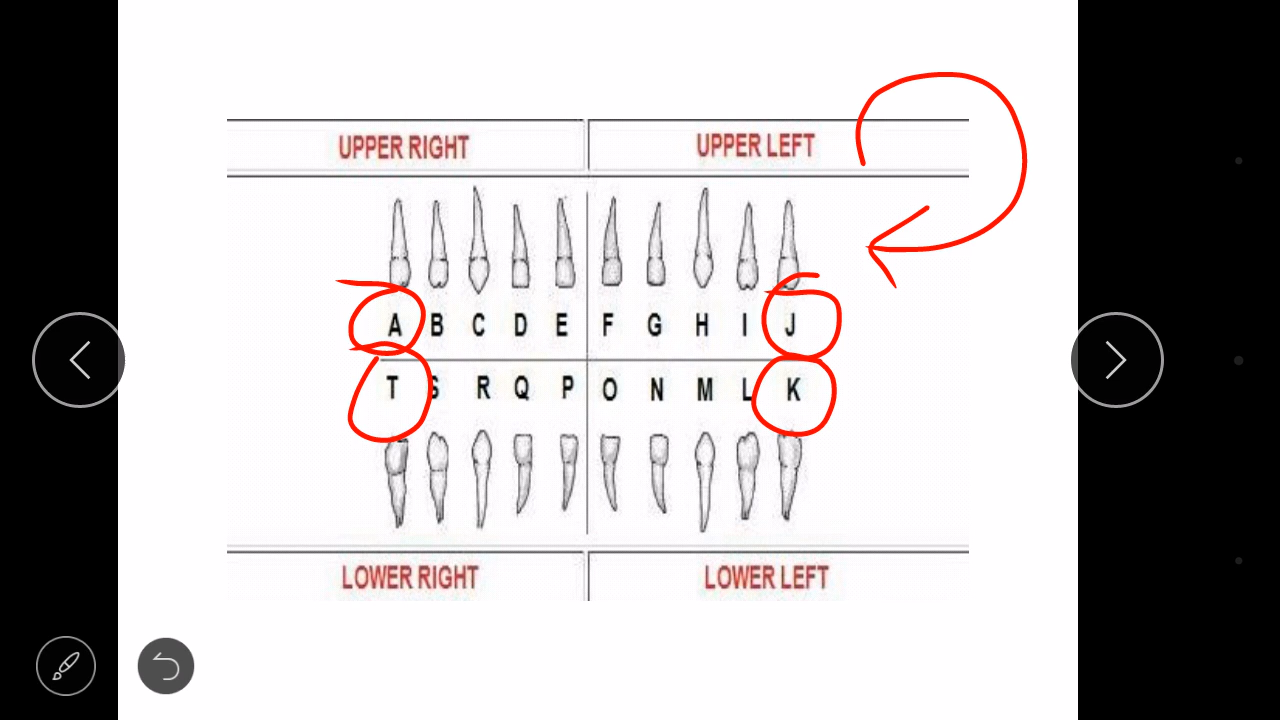 UPPER RIGHT UPPER LEFT
A B C D E F G H I J
T S R Q P O N M L K
LOWER RIGHT LOWER LEFT